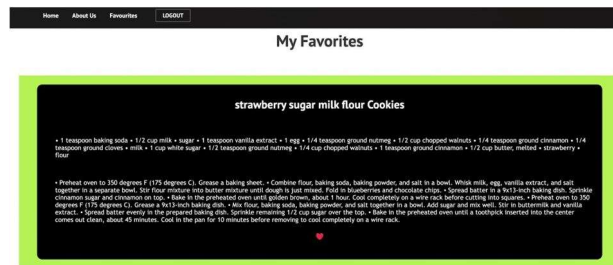 Home About Us Favourites LOGOUT
My Favorites
strawberry sugar milk flour Cookies
• 1 teaspoon baking soda • 1/2 cup milk • sugar • 1 teaspoon vanilla extract • 1 egg • 1/4 teaspoon ground nutmeg • 1/2 cup chopped walnuts • 1/4 teaspoon ground cinnamon • 1/4
teaspoon ground cloves • milk • 1 cup white sugar • 1/2 teaspoon ground nutmeg • 1/4 cup chopped walnuts • 1 teaspoon ground cinnamon • 1/2 cup butter, melted • strawberry •
flour
• Preheat oven to 350 degrees F (175 degrees C). Grease a baking sheet. • Combine flour, baking soda, baking powder, and salt in a bowl. Whisk milk, egg, vanilla extract, and salt
together in a separate bowl. Stir flour mixture into butter mixture until dough is just mixed. Fold in blueberries and chocolate chips. • Spread batter in a 9x13-inch baking dish. Sprinkle
cinnamon sugar and cinnamon on top. • Bake in the preheated oven until golden brown, about 1 hour. Cool completely on a wire rack before cutting into squares. • Preheat oven to 350
degrees F (175 degrees C). Grease a 9x13-inch baking dish. • Mix flour, baking soda, baking powder, and salt together in a bowl. Add sugar and mix well. Stir in buttermilk and vanilla
extract. • Spread batter evenly in the prepared baking dish. Sprinkle remaining 1/2 cup sugar over the top. • Bake in the preheated oven until a toothpick inserted into the center
comes out clean, about 45 minutes. Cool in the pan for 10 minutes before removing to cool completely on a wire rack.